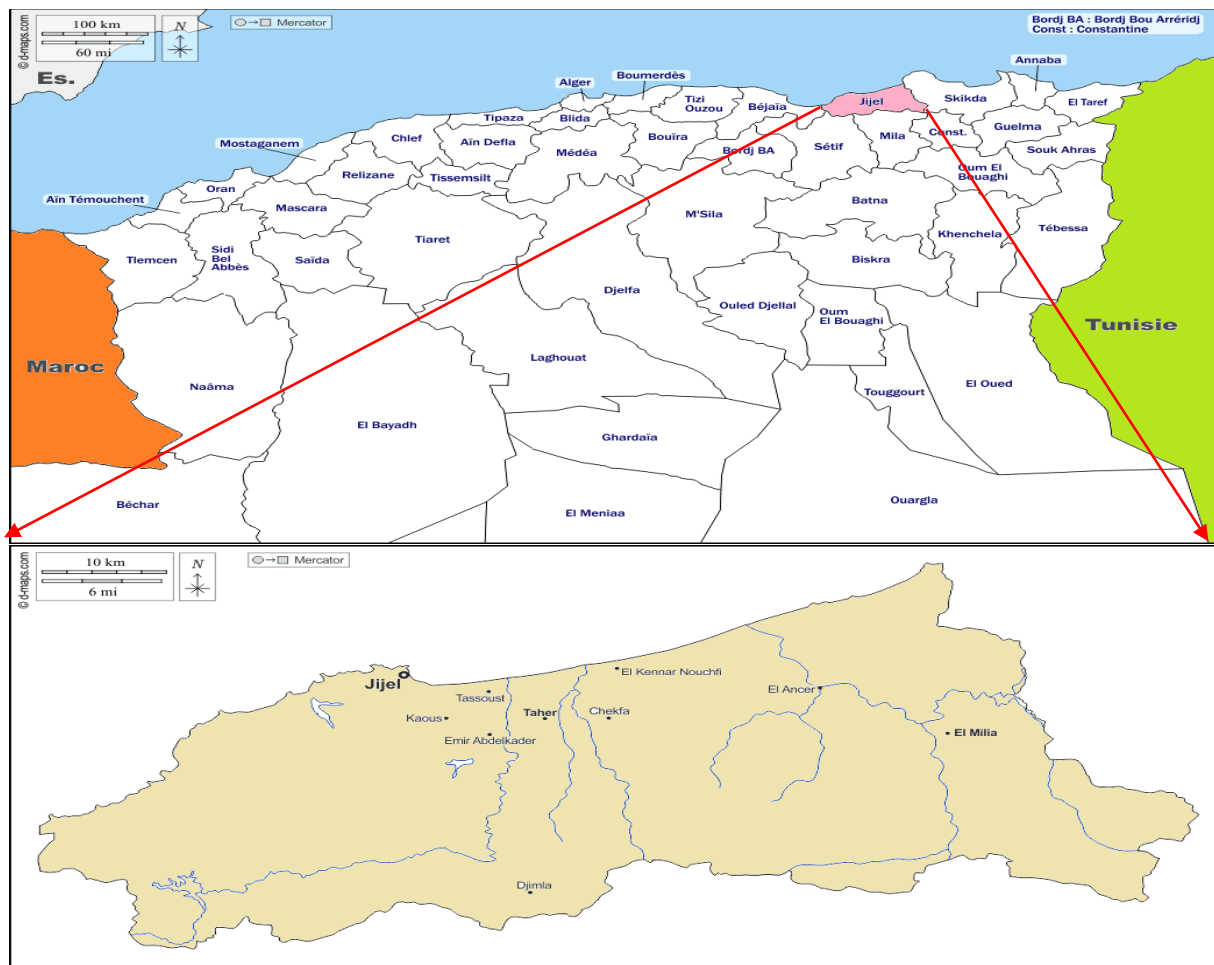 100 km
60 mi
N
Mercator
© d-maps.com
Bordj BA : Bordj Bou Arréridj
Const : Constantine
Es.
Annaba
Boumerdès
Alger
Tizi
Ouzou
Béjaïa
Jijel
Skikda
El Taref
Tipaza
Blida
Bouïra
Mila
Const.
Guelma
Chlef
Aïn Defla
Médéa
Bordj BA
Sétif
Souk Ahras
Mostaganem
Relizane
Tissemsilt
Oum El
Bouaghi
Oran
Aïn Témouchent
Mascara
M'Sila
Batna
Tiaret
Khenchela
Tébessa
Tlemcen
Sidi
Bel
Abbès
Saïda
Biskra
Djelfa
Ouled Djellal
Oum
El Bouaghi
Tunisie
Maroc
Laghouat
Naâma
Touggourt
El Oued
El Bayadh
Ghardaïa
Béchar
El Meniaa
Ouargla
10 km
6 mi
N
Mercator
© d-maps.com
Jijel
El Kennar Nouchfi
Tassoust
El Ancer
Kaous
Taher
Chekfa
Emir Abdelkader
El Milia
Djimla